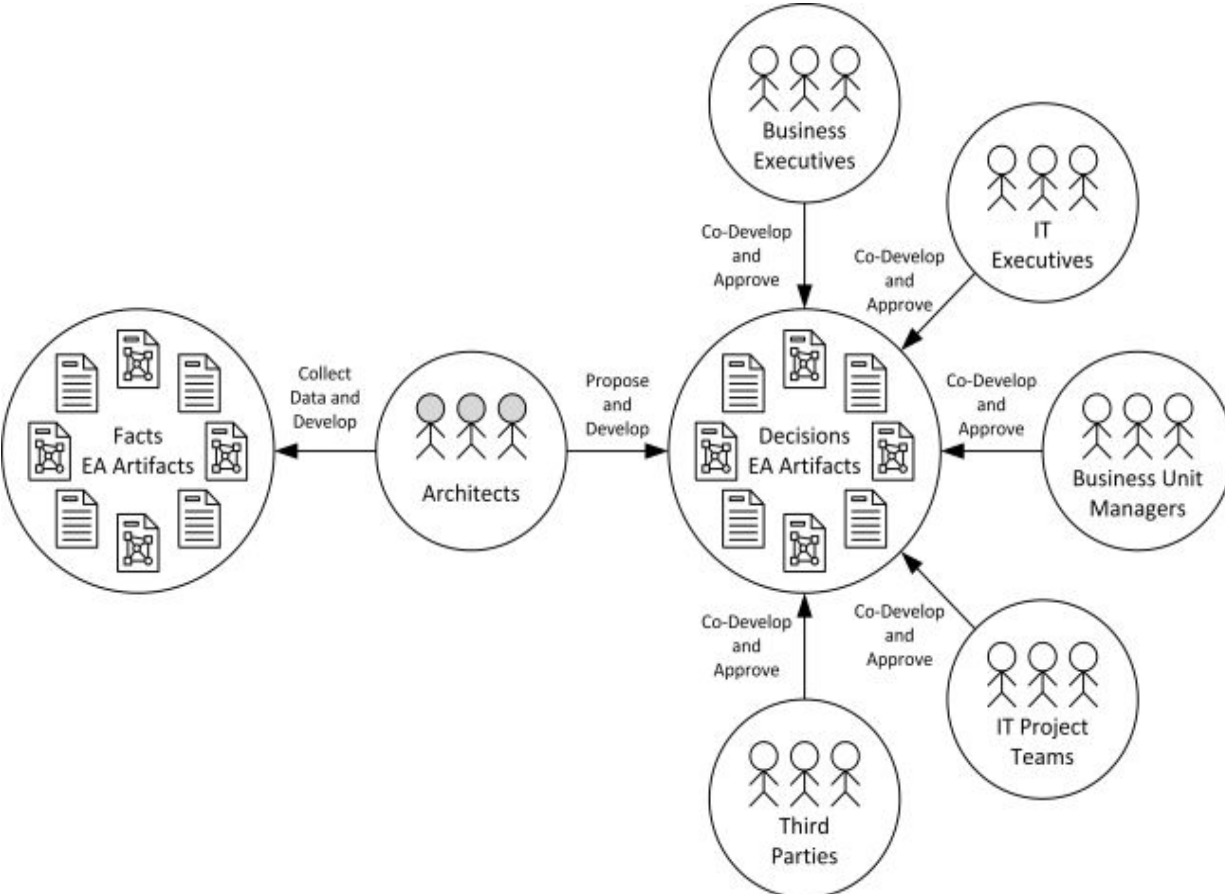 Business
Executives
Co-Develop
and
Approve
IT
Executives
Co-Develop
and
Approve
Facts
EA Artifacts
Collect
Data and
Develop
Architects
Propose
and
Develop
Decisions
EA Artifacts
Co-Develop
and
Approve
Business Unit
Managers
Co-Develop
and
Approve
IT Project
Teams
Co-Develop
and
Approve
Third
Parties